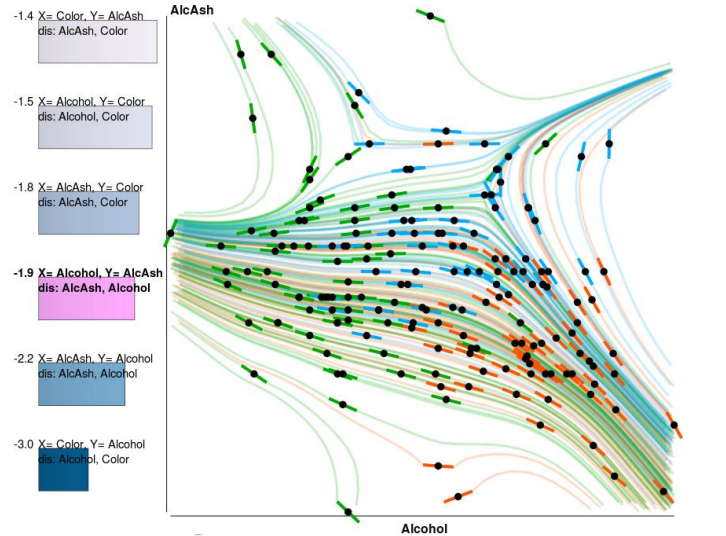 AlcAsh
-1.4 X= Color, Y= AlcAsh
dis: AlcAsh, Color
-1.5 X= Alcohol, Y= Color
dis: Alcohol, Color
-1.8 X= AlcAsh, Y= Color
dis: AlcAsh, Color
-1.9 X= Alcohol, Y= AlcAsh
dis: AlcAsh, Alcohol
-2.2 X= AlcAsh, Y= Alcohol
dis: AlcAsh, Alcohol
-3.0 X= Color, Y= Alcohol
dis: Alcohol, Color
Alcohol